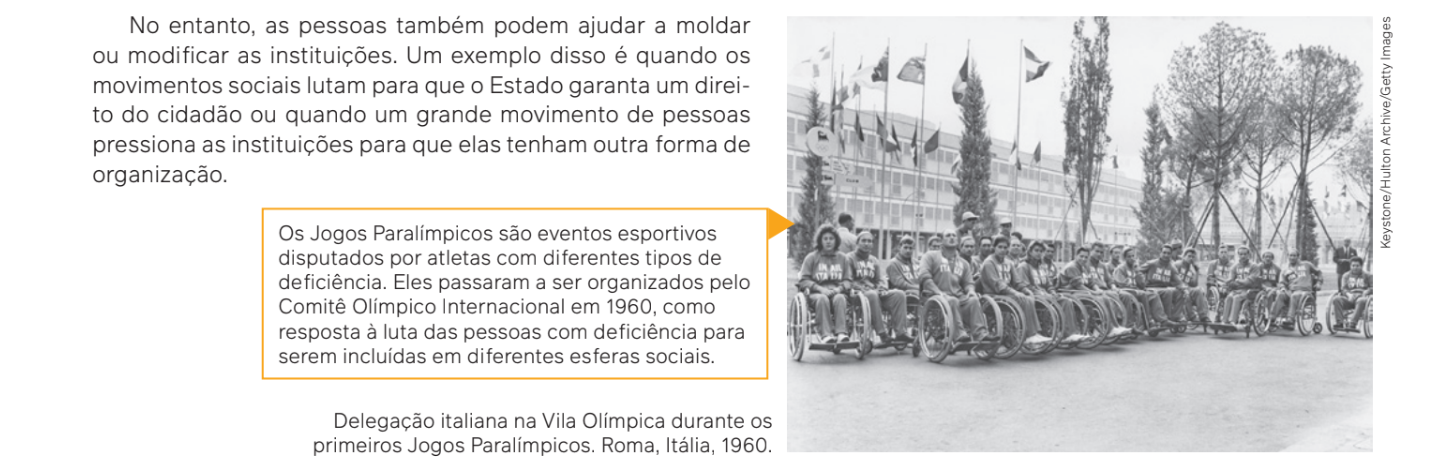 No entanto, as pessoas também podem ajudar a moldar
ou modificar as instituições. Um exemplo disso é quando os
movimentos sociais lutam para que o Estado garanta um direi-
to do cidadão ou quando um grande movimento de pessoas
pressiona as instituições para que elas tenham outra forma de
organização.
Os Jogos Paralímpicos são eventos esportivos
disputados por atletas com diferentes tipos de
deficiência. Eles passaram a ser organizados pelo
Comitê Olímpico Internacional em 1960, como
resposta à luta das pessoas com deficiência para
serem incluídas em diferentes esferas sociais.
Delegação italiana na Vila Olímpica durante os
primeiros Jogos Paralímpicos. Roma, Itália, 1960.
Keystone/Hulton Archive/Getty Images